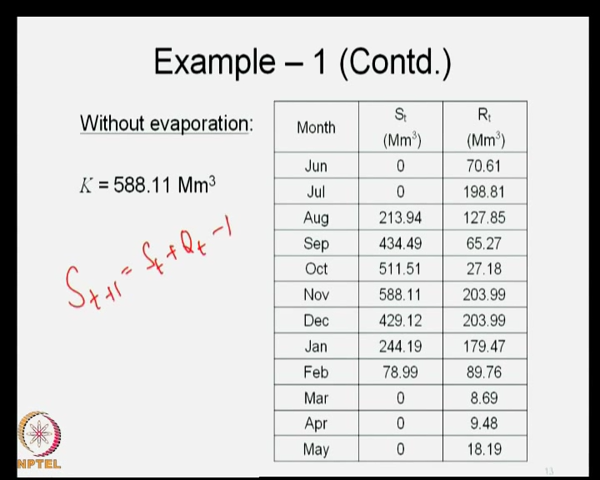 Example – 1 (Contd.)
Without evaporation:
K = 588.11 Mm³
S t+1 = St + Qt - 1
Month St (Mm³) Rt (Mm³)
Jun 0 70.61
Jul 0 198.81
Aug 213.94 127.85
Sep 434.49 65.27
Oct 511.51 27.18
Nov 588.11 203.99
Dec 429.12 203.99
Jan 244.19 179.47
Feb 78.99 89.76
Mar 0 8.69
Apr 0 9.48
May 0 18.19
NPTEL
13